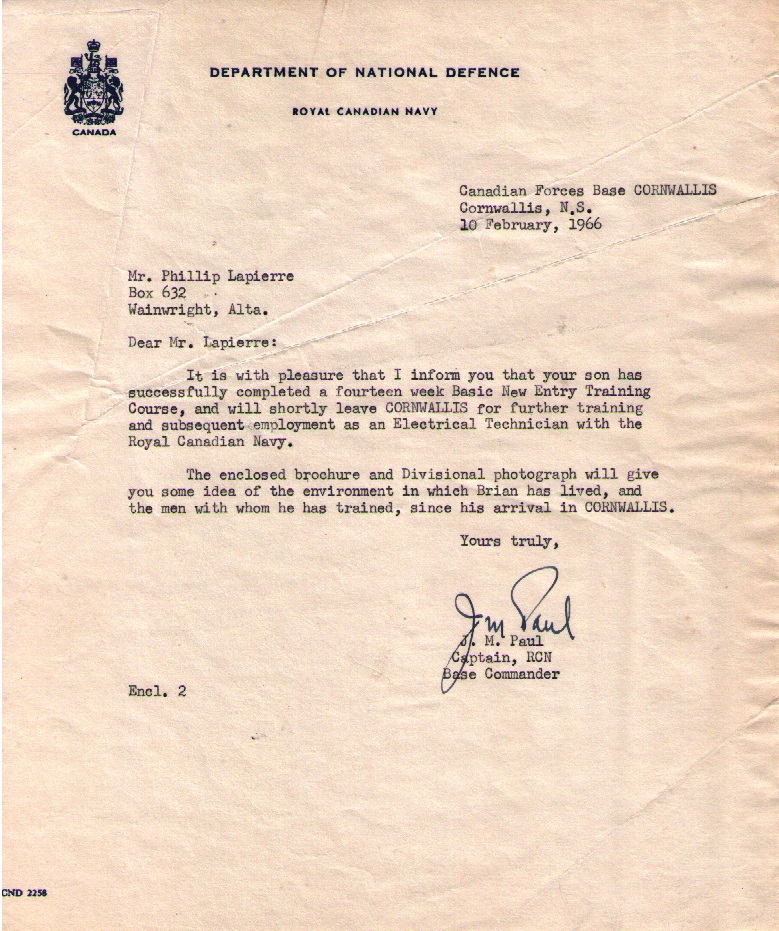 DEPARTMENT OF NATIONAL DEFENCE
ROYAL CANADIAN NAVY
CANADA
Canadian Forces Base CORNWALLIS
Cornwallis, N.S.
10 February, 1966
Mr. Phillip Lapierre
Box 632
Wainwright, Alta.
Dear Mr. Lapierre:
It is with pleasure that I inform you that your son has
successfully completed a fourteen week Basic New Entry Training
Course, and will shortly leave CORNWALLIS for further training
and subsequent employment as an Electrical Technician with the
Royal Canadian Navy.
The enclosed brochure and Divisional photograph will give
you some idea of the environment in which Brian has lived, and
the men with whom he has trained, since his arrival in CORNWALLIS.
Yours truly,
J M Paul
J. M. Paul
Captain, RCN
Base Commander
Encl. 2
CND 2258